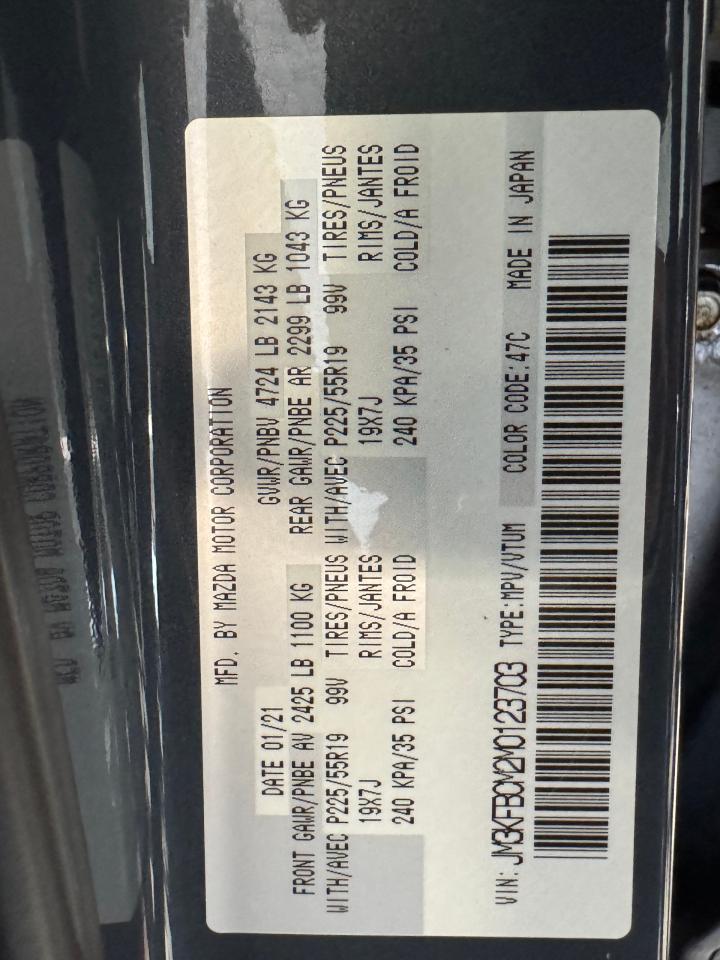 MFD. BY MAZDA MOTOR CORPORATION
DATE 01/21 GVWR/PNBV 4724 LB 2143 KG
FRONT GAWR/PNBE AV 2425 LB 1100 KG REAR GAWR/PNBE AR 2299 LB 1043 KG
WITH/AVEC P225/55R19 99V TIRES/PNEUS WITH/AVEC P225/55R19 99V TIRES/PNEUS
19X7J RIMS/JANTES 19X7J RIMS/JANTES
240 KPA/35 PSI COLD/A FROID 240 KPA/35 PSI COLD/A FROID
VIN: JM3KFBCM2M0123703 TYPE:MPV/VTUM COLOR CODE:47C MADE IN JAPAN